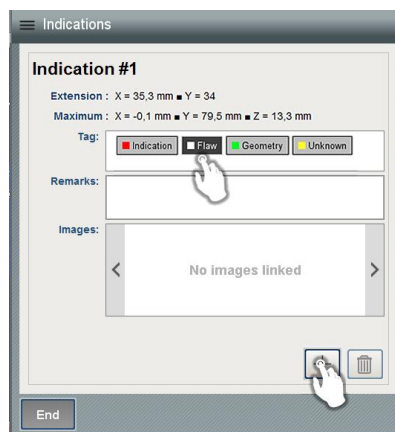 Indications
Indication #1
Extension : X = 35,3 mm ■ Y = 34
Maximum : X = -0,1 mm ■ Y = 79,5 mm ■ Z = 13,3 mm
Tag: Indication Flaw Geometry Unknown
Remarks:
Images:
No images linked
End